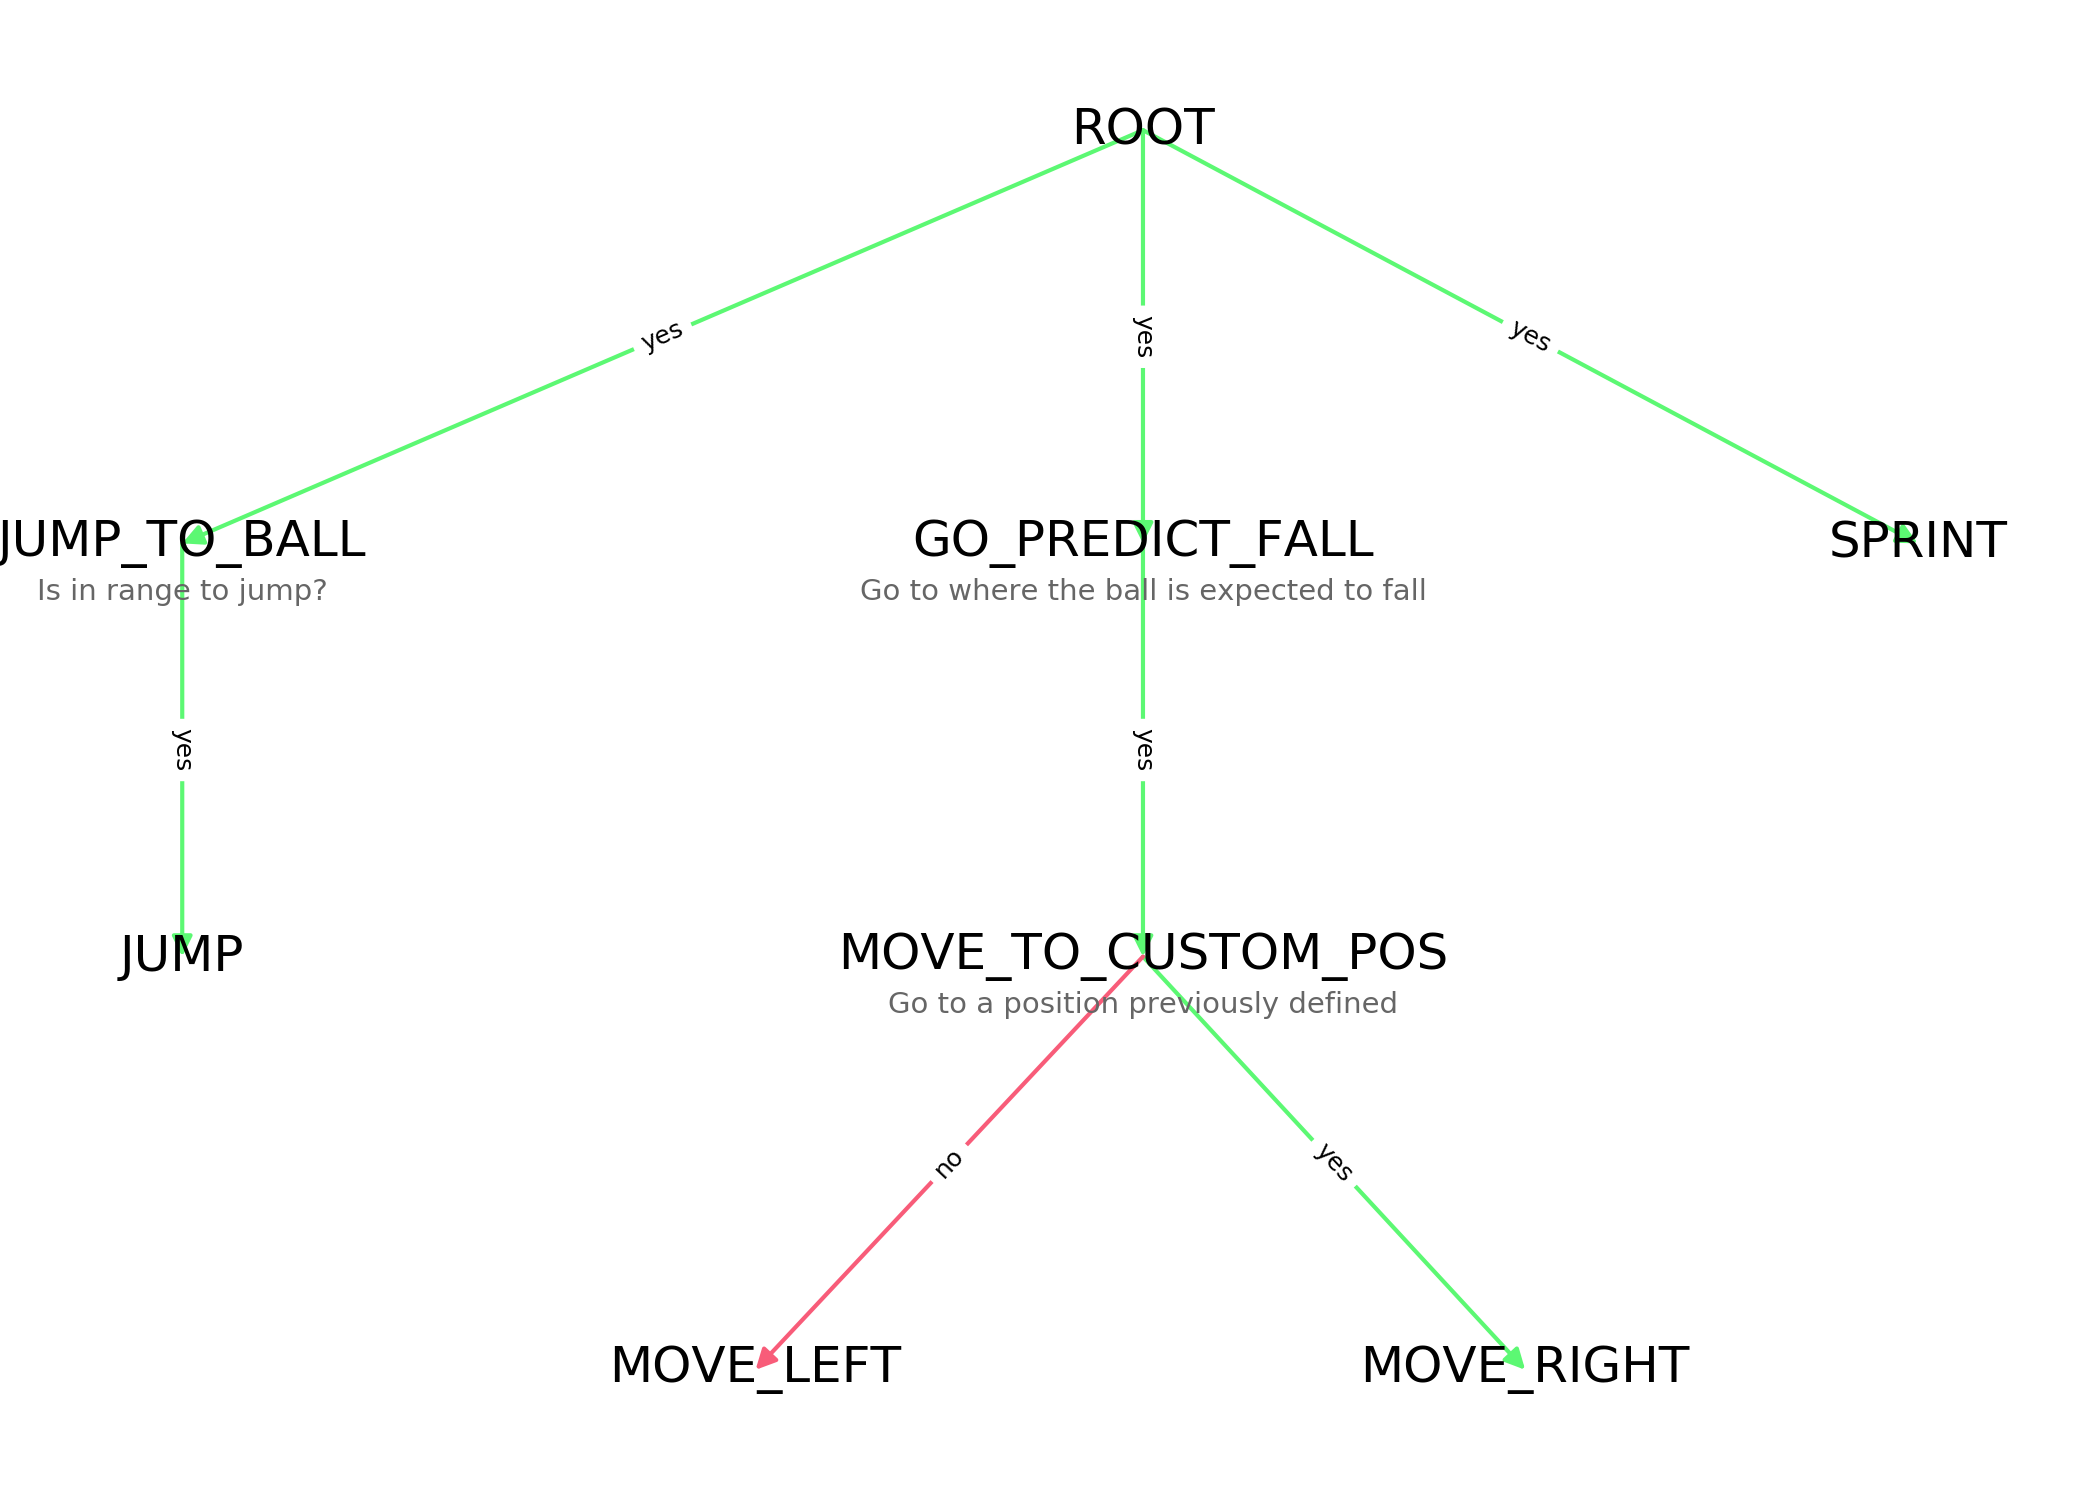 ROOT
yes
yes
yes
JUMP_TO_BALL
GO_PREDICT_FALL
SPRINT
Is in range to jump?
Go to where the ball is expected to fall
yes
yes
JUMP
MOVE_TO_CUSTOM_POS
Go to a position previously defined
no
yes
MOVE_LEFT
MOVE_RIGHT